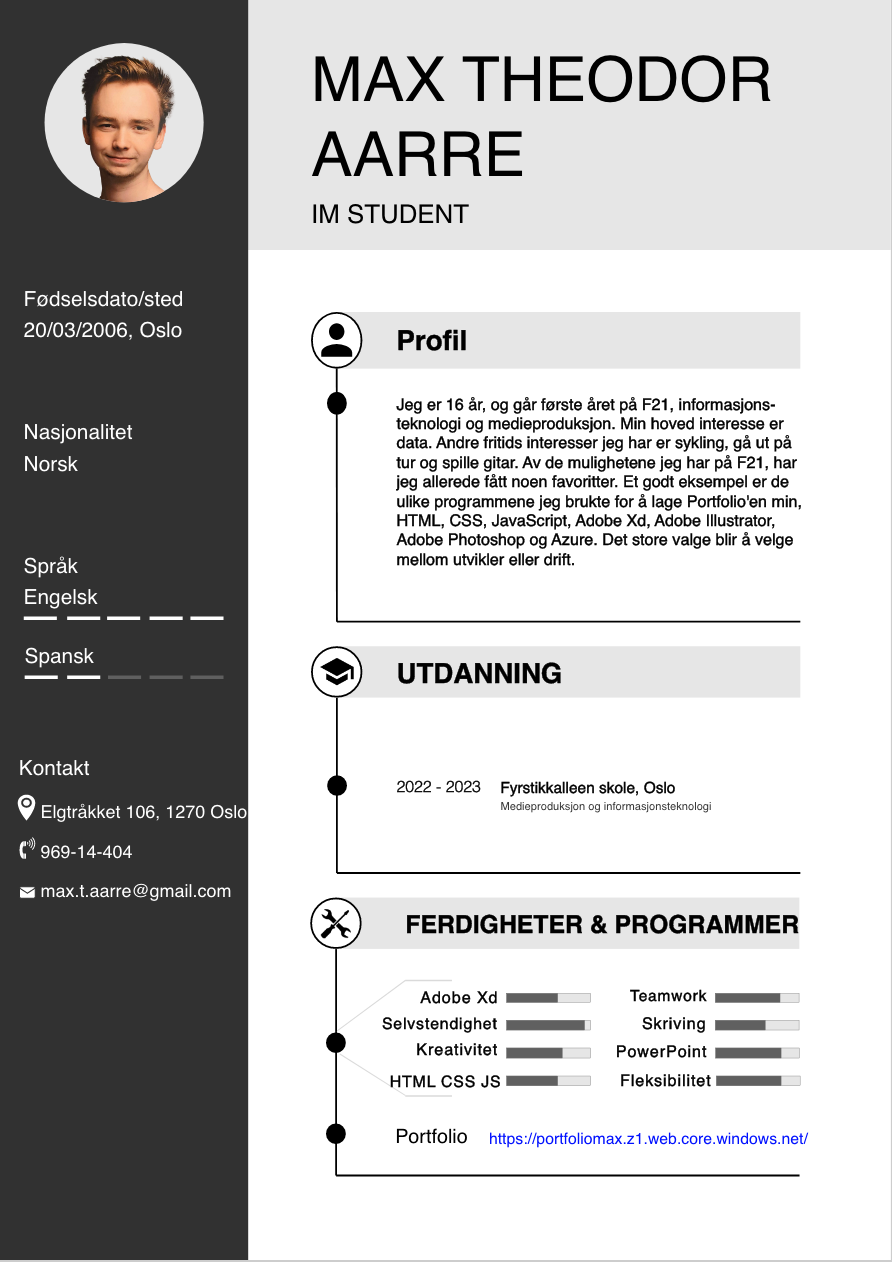 MAX THEODOR
AARRE
IM STUDENT
Fødselsdato/sted
20/03/2006, Oslo
Nasjonalitet
Norsk
Språk
Engelsk
Spansk
Kontakt
Elgtråkket 106, 1270 Oslo
969-14-404
max.t.aarre@gmail.com
Profil
Jeg er 16 år, og går første året på F21, informasjons-
teknologi og medieproduksjon. Min hoved interesse er
data. Andre fritids interesser jeg har er sykling, gå ut på
tur og spille gitar. Av de mulighetene jeg har på F21, har
jeg allerede fått noen favoritter. Et godt eksempel er de
ulike programmene jeg brukte for å lage Portfolio'en min,
HTML, CSS, JavaScript, Adobe Xd, Adobe Illustrator,
Adobe Photoshop og Azure. Det store valge blir å velge
mellom utvikler eller drift.
UTDANNING
2022 - 2023 Fyrstikkalleen skole, Oslo
Medieproduksjon og informasjonsteknologi
FERDIGHETER & PROGRAMMER
Adobe Xd
Selvstendighet
Kreativitet
HTML CSS JS
Teamwork
Skriving
PowerPoint
Fleksibilitet
Portfolio https://portfoliomax.z1.web.core.windows.net/